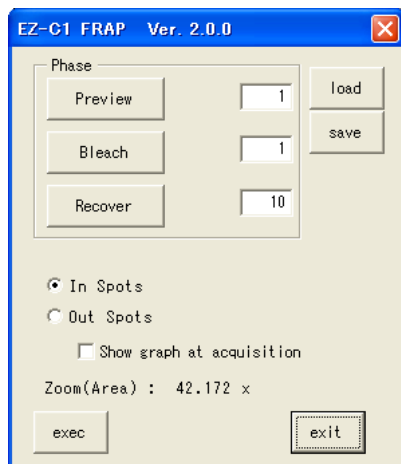 EZ-C1 FRAP Ver. 2.0.0
Phase
Preview 1
load
save
Bleach 1
Recover 10
In Spots
Out Spots
Show graph at acquisition
Zoom(Area) : 42.172 x
exec
exit